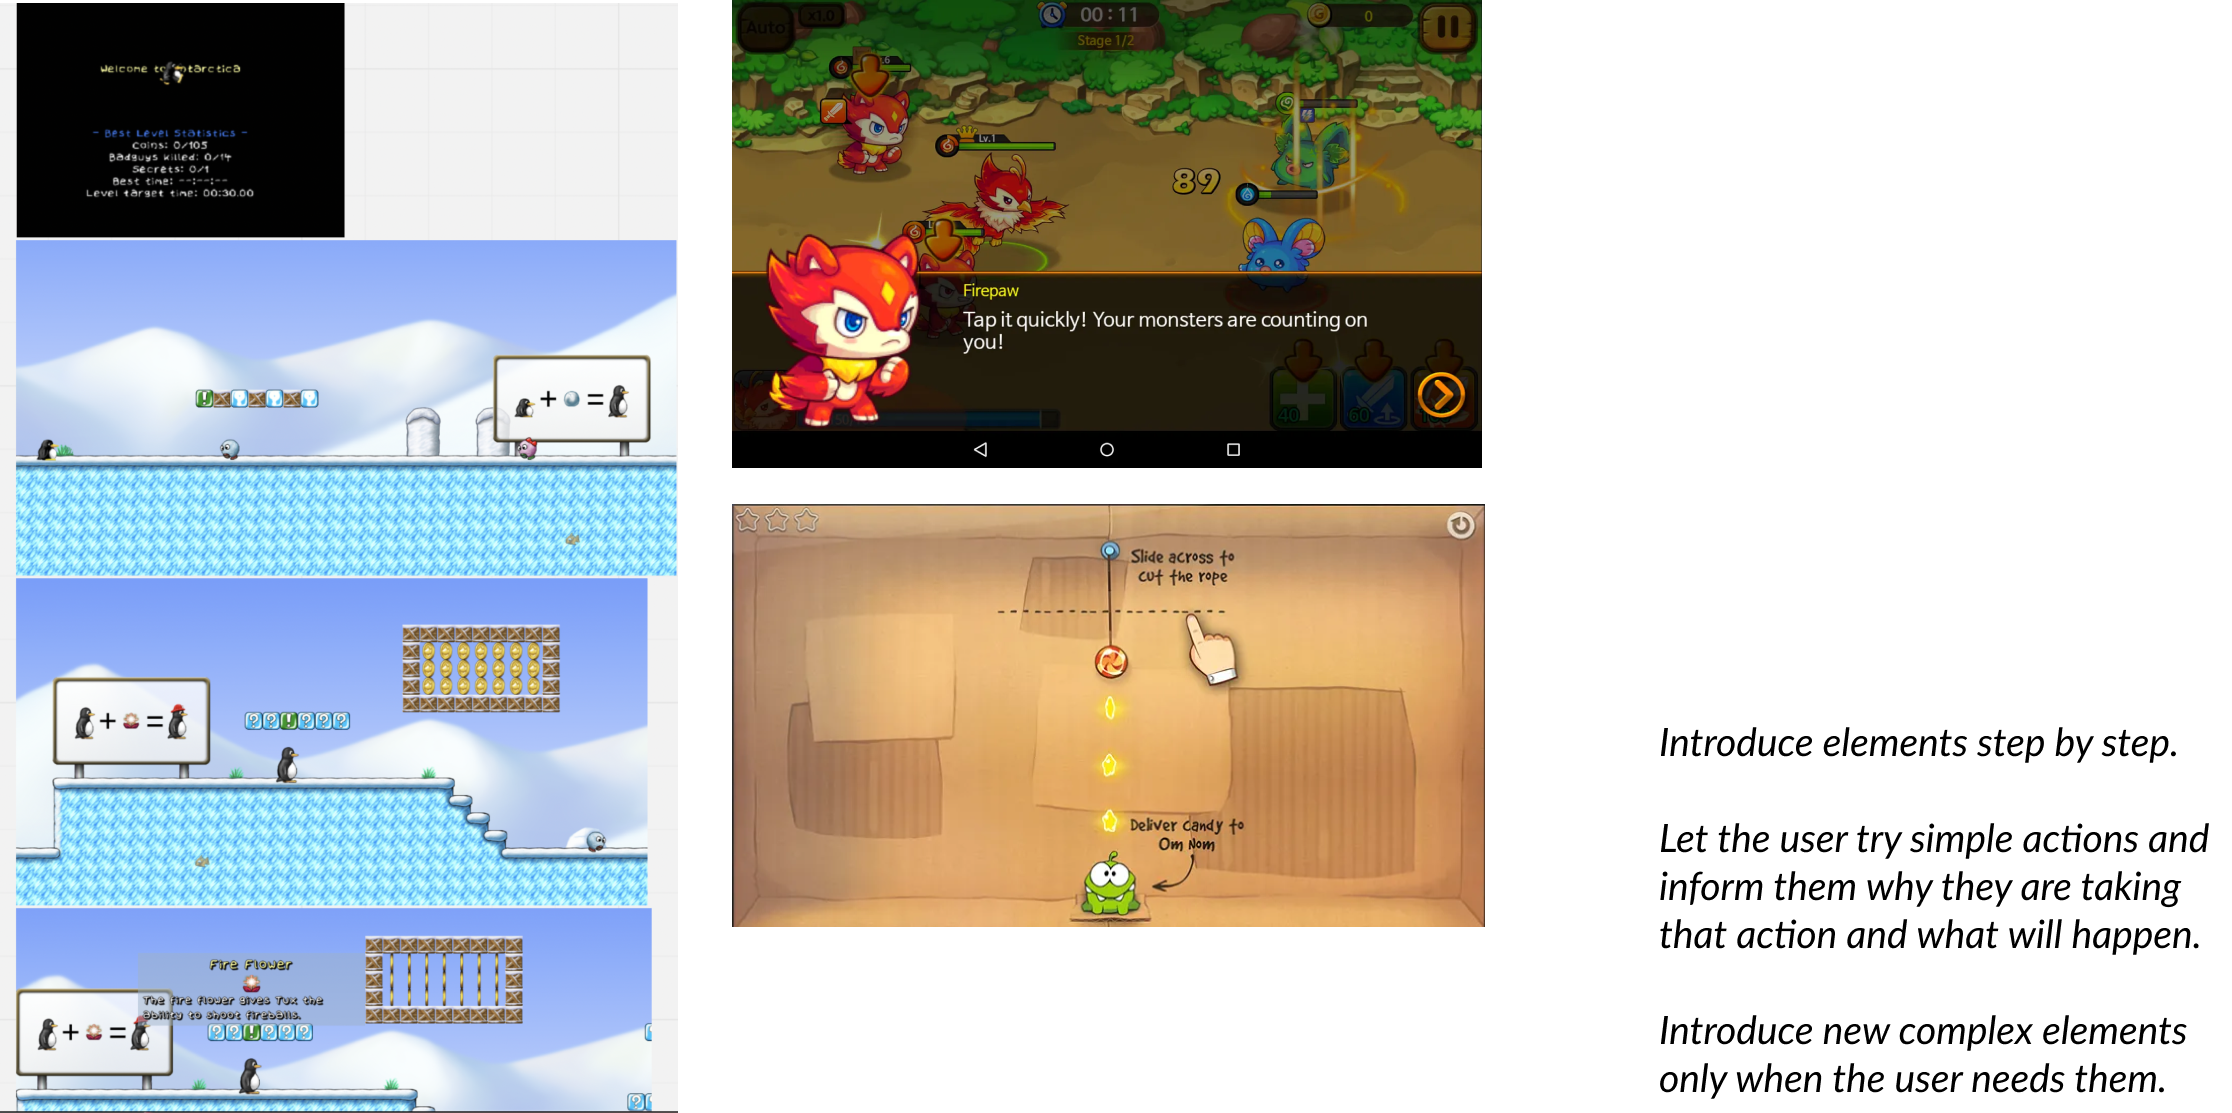 Welcome to Antarctica
- Best Level Statistics -
Coins: 0/105
Badguys killed: 0/14
Secrets: 0/1
Best time: --:--:--
Level target time: 00:30.00
+ =
+ =
Fire Flower
The fire flower gives Tux the
ability to shoot fireballs.
+ =
Auto
x1.0
00:11
0
Stage 1/2
Lv.1
89
Firepaw
Tap it quickly! Your monsters are counting on
you!
40
60
Slide across to
cut the rope
Deliver candy to
Om Nom
Introduce elements step by step.
Let the user try simple actions and
inform them why they are taking
that action and what will happen.
Introduce new complex elements
only when the user needs them.